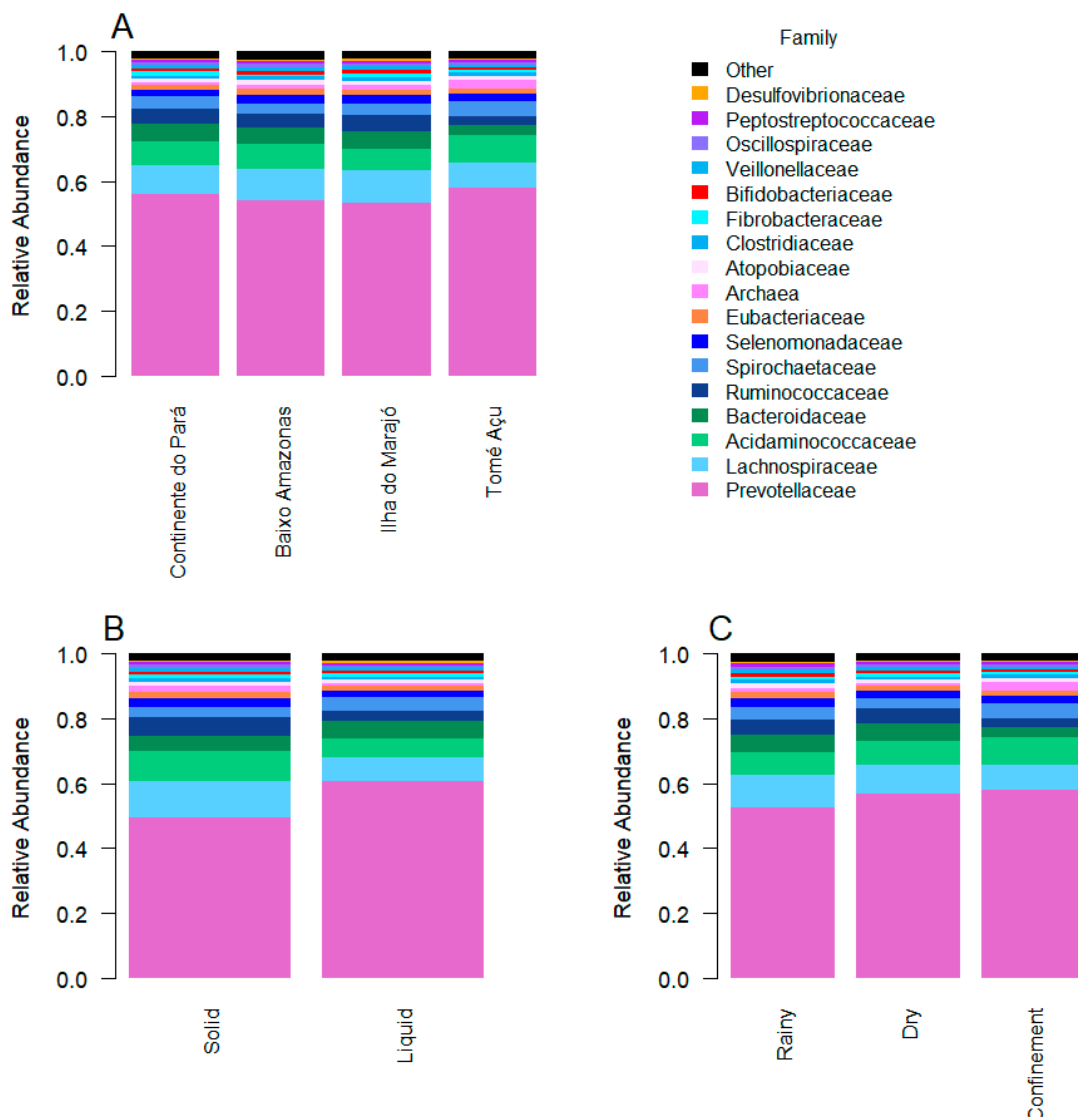 A
Relative Abundance
1.0
0.8
0.6
0.4
0.2
0.0
Continente do Pará
Baixo Amazonas
Ilha do Marajó
Tomé Açu
Family
Other
Desulfovibrionaceae
Peptostreptococcaceae
Oscillospiraceae
Veillonellaceae
Bifidobacteriaceae
Fibrobacteraceae
Clostridiaceae
Atopobiaceae
Archaea
Eubacteriaceae
Selenomonadaceae
Spirochaetaceae
Ruminococcaceae
Bacteroidaceae
Acidaminococcaceae
Lachnospiraceae
Prevotellaceae
B
Relative Abundance
1.0
0.8
0.6
0.4
0.2
0.0
Solid
Liquid
C
Relative Abundance
1.0
0.8
0.6
0.4
0.2
0.0
Rainy
Dry
Confinement